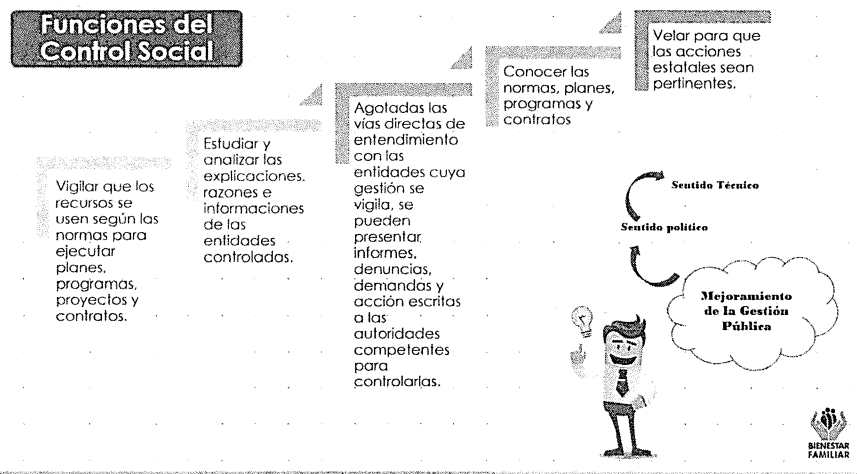 Funciones del
Control Social
Vigilar que los
recursos se
usen según las
normas para
ejecutar
planes,
programas,
proyectos y
contratos.
Estudiar y
analizar las
explicaciones.
razones e
informaciones
de las
entidades
controladas.
Agotadas las
vías directas de
entendimiento
con las
entidades cuya
gestión se
vigila, se
pueden
presentar
informes,
denuncias,
demandas y
acción escritas
a las
autoridades
competentes
para
controlarlas.
Conocer las
normas, planes,
programas y
contratos
Velar para que
las acciones
estatales sean
pertinentes.
Sentido Técnico
Sentido político
Mejoramiento
de la Gestión
Pública
BIENESTAR
FAMILIAR